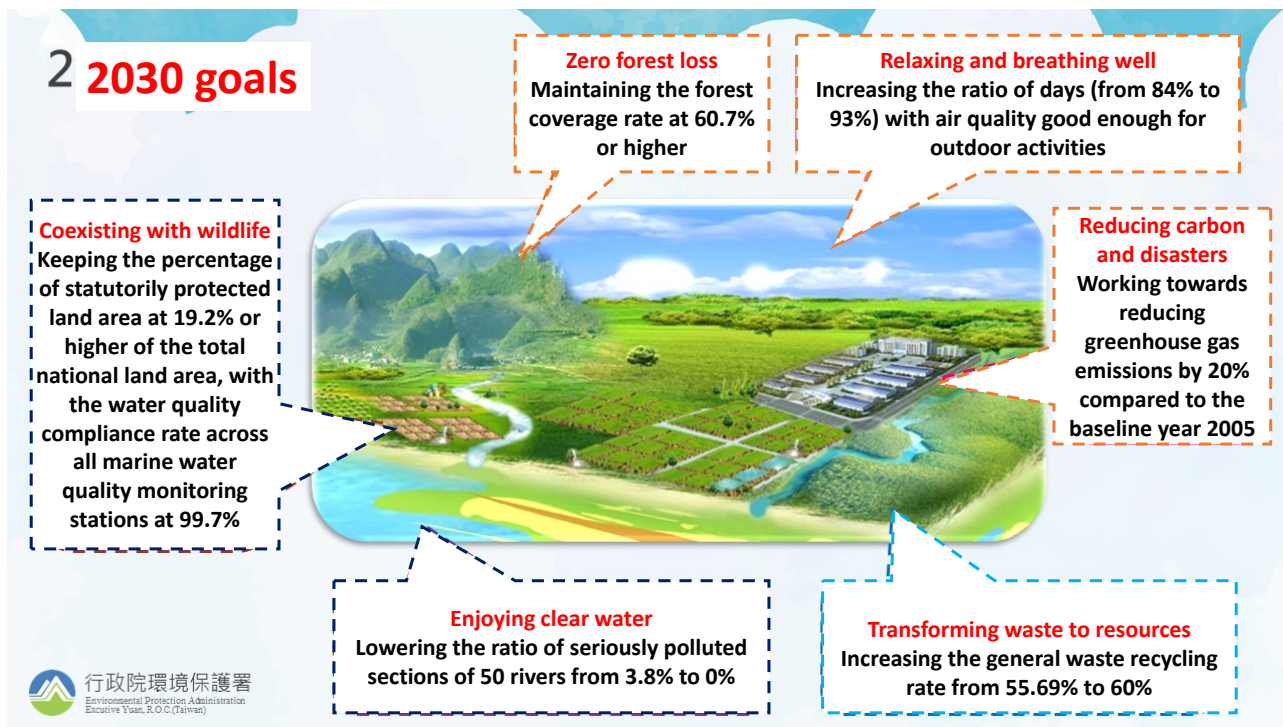 2
2030 goals
Zero forest loss
Maintaining the forest
coverage rate at 60.7%
or higher
Relaxing and breathing well
Increasing the ratio of days (from 84% to
93%) with air quality good enough for
outdoor activities
Coexisting with wildlife
Keeping the percentage
of statutorily protected
land area at 19.2% or
higher of the total
national land area, with
the water quality
compliance rate across
all marine water
quality monitoring
stations at 99.7%
Reducing carbon
and disasters
Working towards
reducing
greenhouse gas
emissions by 20%
compared to the
baseline year 2005
Enjoying clear water
Lowering the ratio of seriously polluted
sections of 50 rivers from 3.8% to 0%
Transforming waste to resources
Increasing the general waste recycling
rate from 55.69% to 60%
行政院環境保護署
Environmental Protection Administration
Excutive Yuan, R.O.C.(Taiwan)